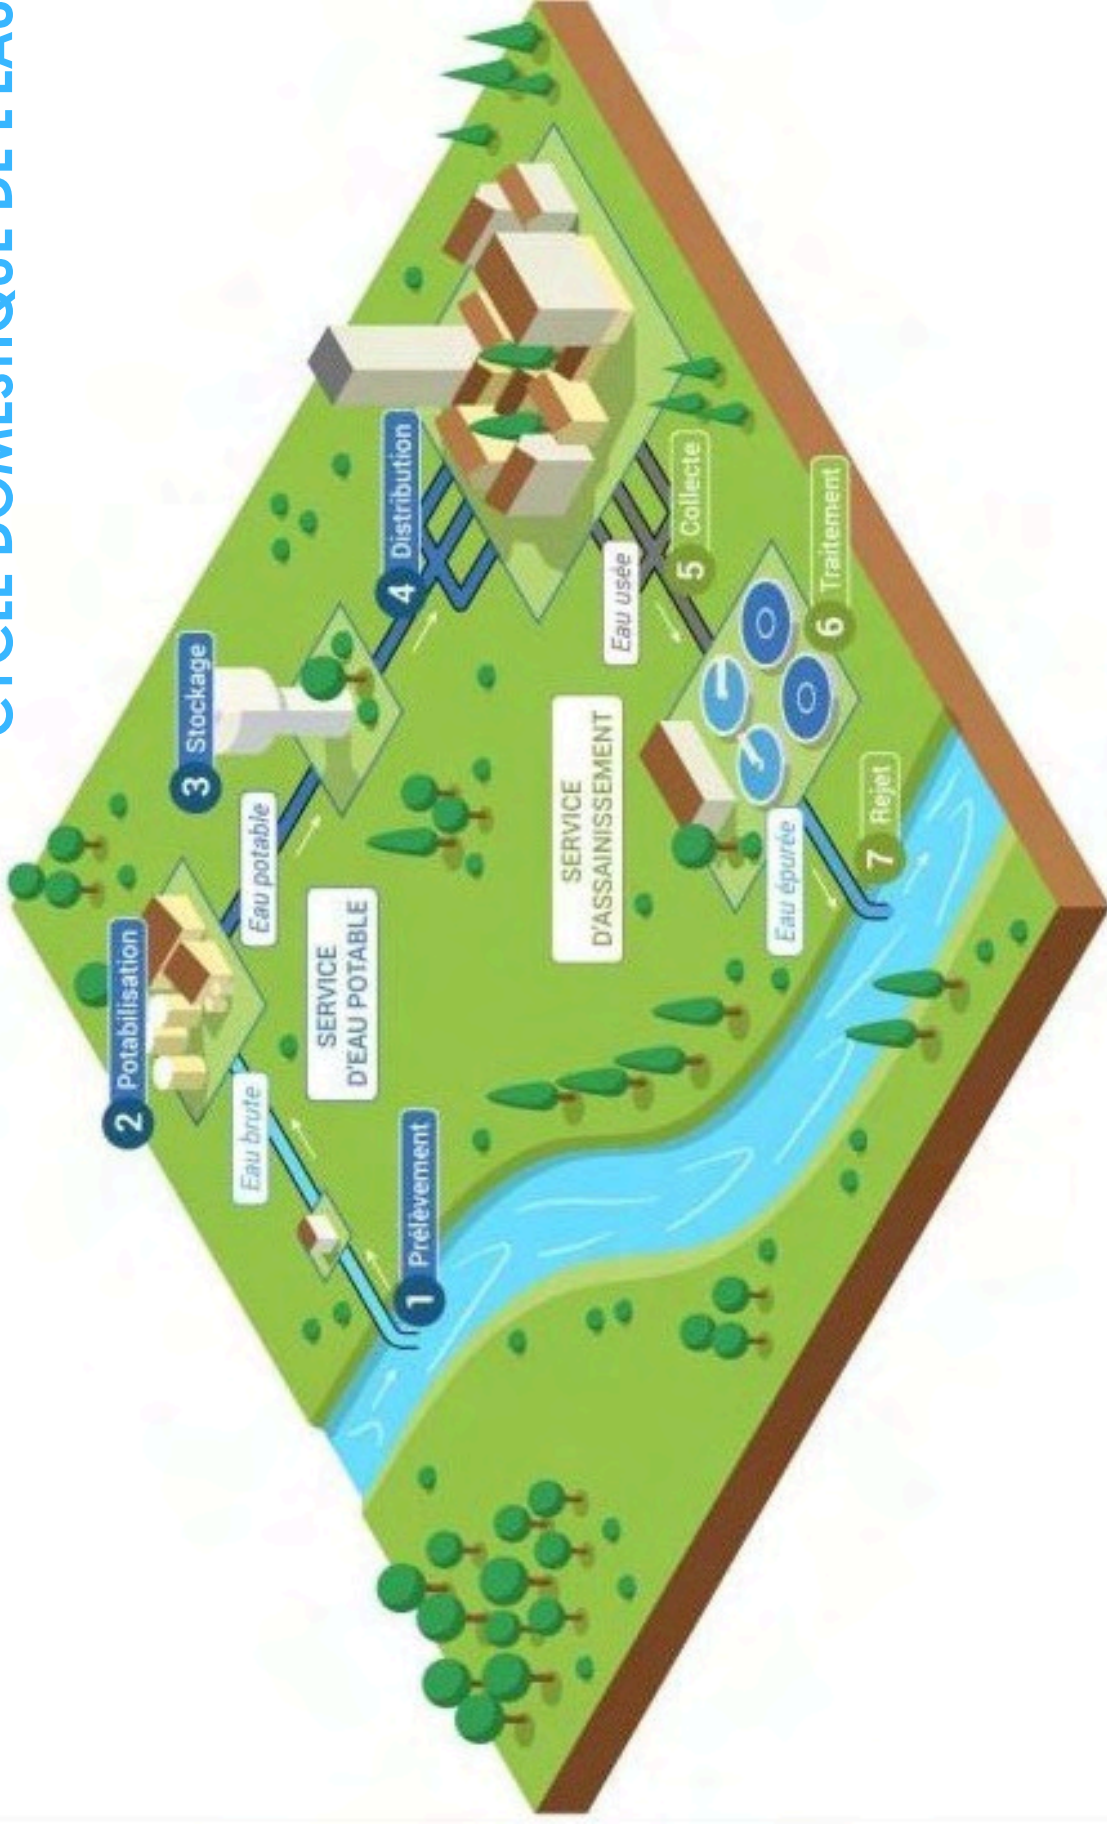 CYCLE DOMESTIQUE DE L'EAU
1 Prélèvement
Eau brute
2 Potabilisation
Eau potable
3 Stockage
4 Distribution
SERVICE
D'EAU POTABLE
SERVICE
D'ASSAINISSEMENT
Eau usée
5 Collecte
6 Traitement
Eau épurée
7 Rejet